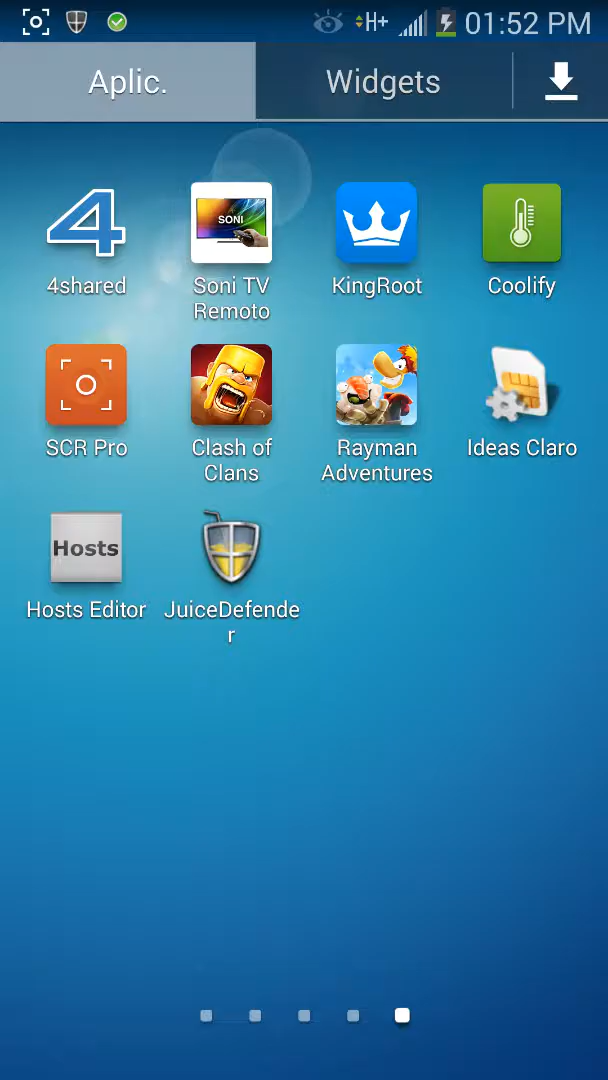 H+ 01:52 PM
Aplic. Widgets
4
SONI
4shared Soni TV Remoto KingRoot Coolify
SCR Pro Clash of Clans Rayman Adventures Ideas Claro
Hosts
Hosts Editor JuiceDefende
r